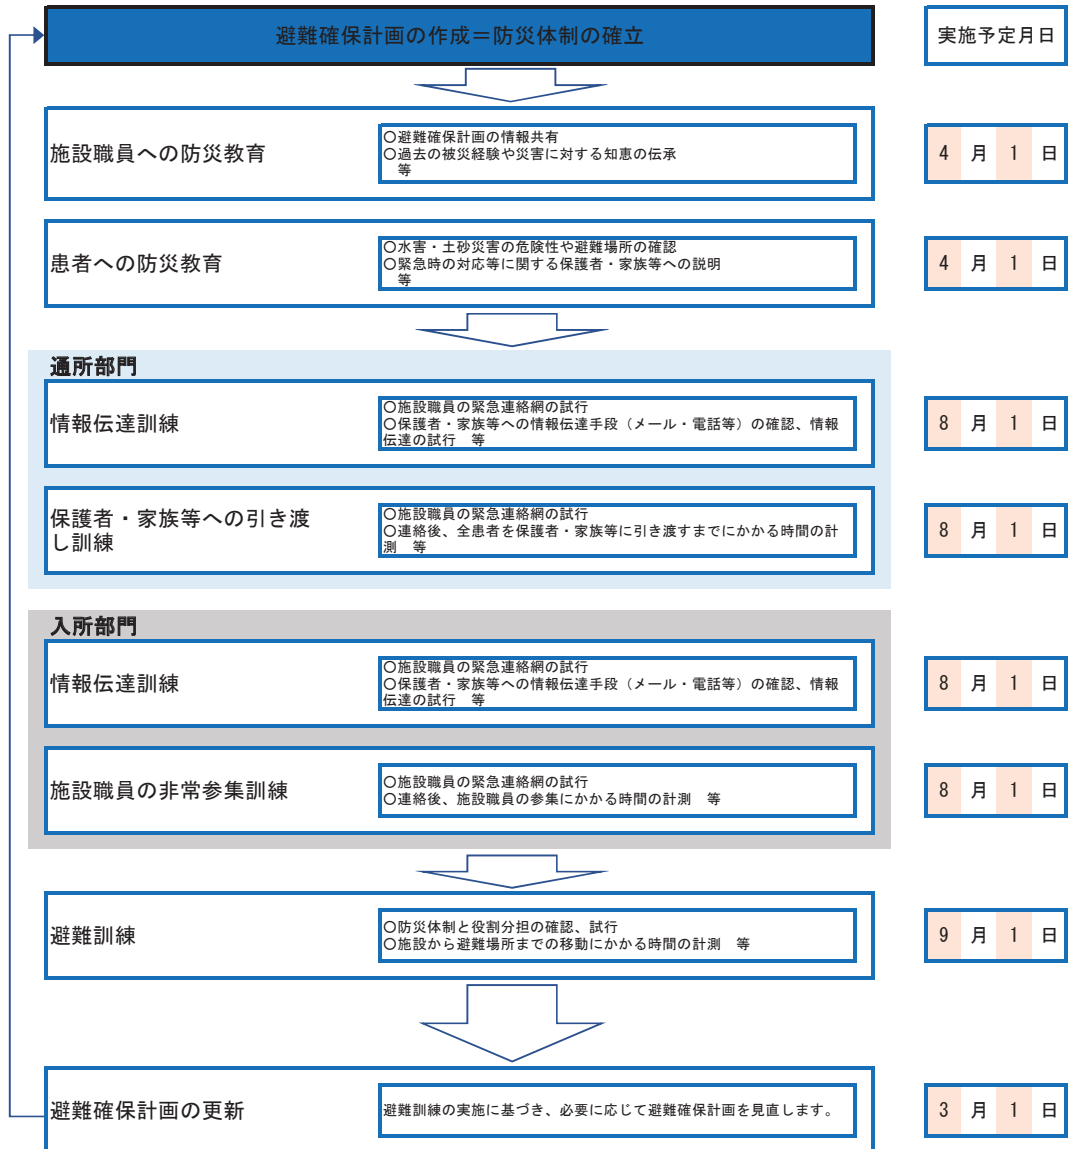 避難確保計画の作成＝防災体制の確立
実施予定月日
施設職員への防災教育
〇避難確保計画の情報共有
〇過去の被災経験や災害に対する知恵の伝承
等
4 月 1 日
患者への防災教育
〇水害・土砂災害の危険性や避難場所の確認
〇緊急時の対応等に関する保護者・家族等への説明
等
4 月 1 日
通所部門
情報伝達訓練
〇施設職員の緊急連絡網の試行
〇保護者・家族等への情報伝達手段（メール・電話等）の確認、情報
伝達の試行　等
8 月 1 日
保護者・家族等への引き渡
し訓練
〇施設職員の緊急連絡網の試行
〇連絡後、全患者を保護者・家族等に引き渡すまでにかかる時間の計
測　等
8 月 1 日
入所部門
情報伝達訓練
〇施設職員の緊急連絡網の試行
〇保護者・家族等への情報伝達手段（メール・電話等）の確認、情報
伝達の試行　等
8 月 1 日
施設職員の非常参集訓練
〇施設職員の緊急連絡網の試行
〇連絡後、施設職員の参集にかかる時間の計測　等
8 月 1 日
避難訓練
〇防災体制と役割分担の確認、試行
〇施設から避難場所までの移動にかかる時間の計測　等
9 月 1 日
避難確保計画の更新
避難訓練の実施に基づき、必要に応じて避難確保計画を見直します。
3 月 1 日